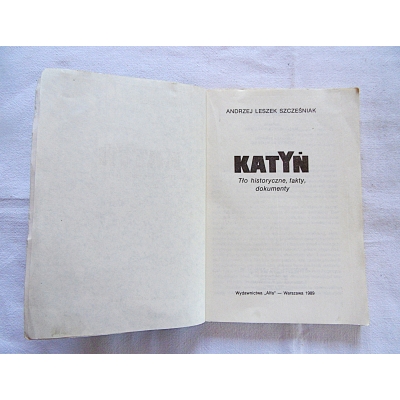 ANDRZEJ LESZEK SZCZEŚNIAK
KATYŃ
Tło historyczne, fakty,
dokumenty
Wydawnictwo „Alfa" — Warszawa 1989